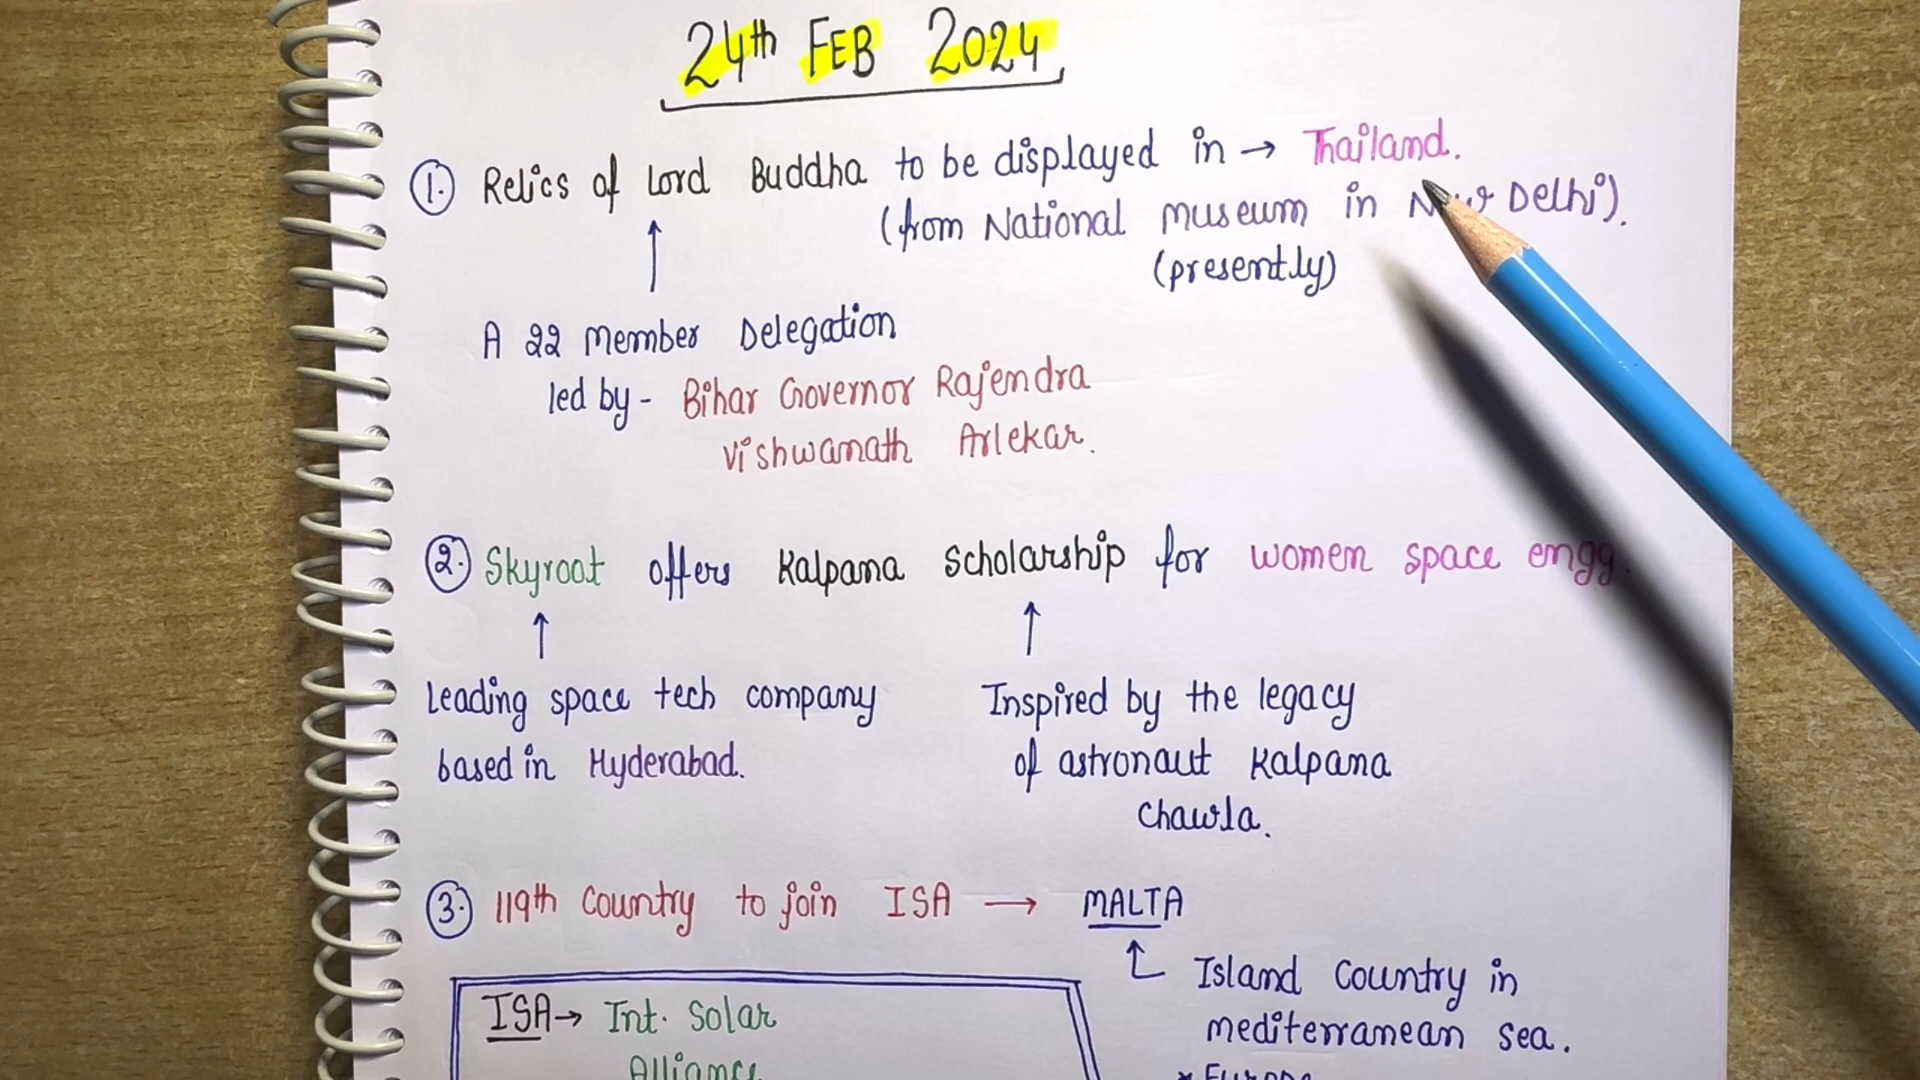 24th FEB 2024
1. Relics of Lord Buddha to be displayed in → Thailand.
(from National museum in New Delhi).
(presently)
↑
A 22 Member Delegation
led by - Bihar Governor Rajendra
Vishwanath Arlekar.
2. Skyroot offers Kalpana Scholarship for women space engg.
↑ ↑
Leading space tech company
based in Hyderabad.
Inspired by the legacy
of astronaut Kalpana
Chawla.
3. 119th Country to join ISA → MALTA
Island Country in
mediterranean sea.
* Europe
ISA → Int. Solar
Alliance